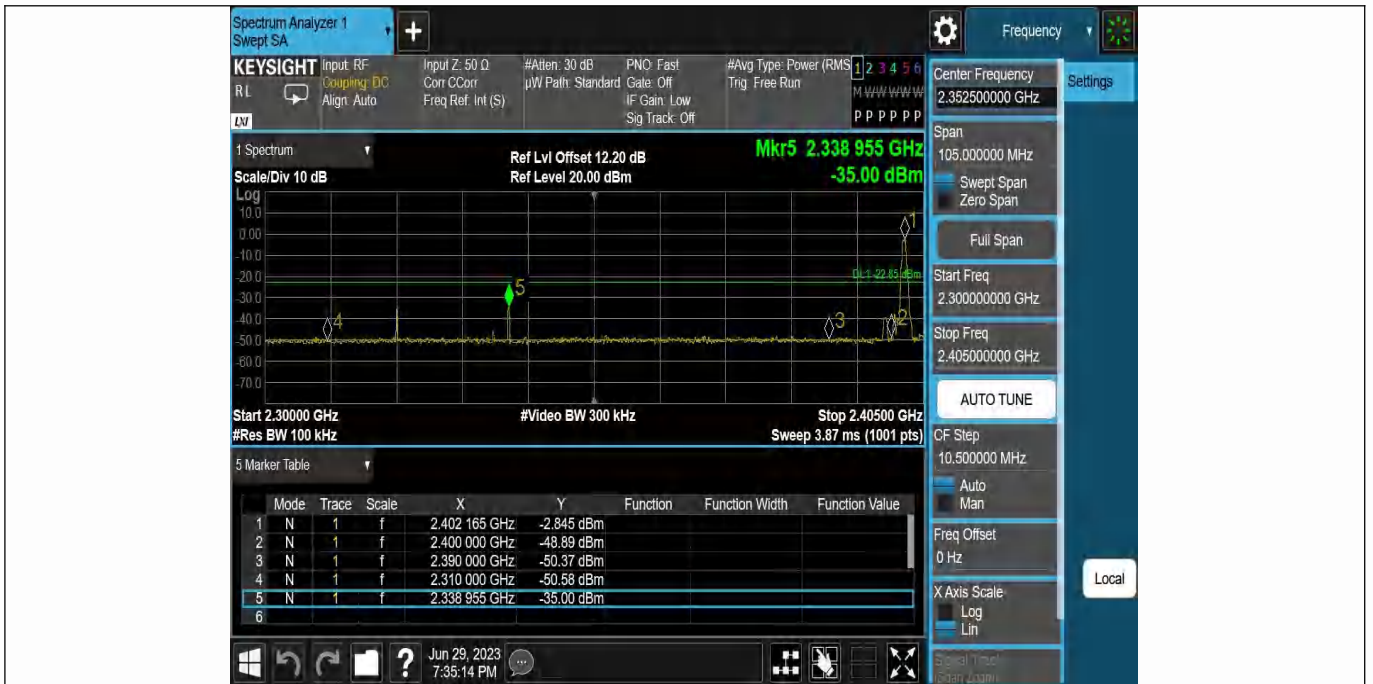 Spectrum Analyzer 1
Swept SA
+
Frequency
KEYSIGHT
RL
LXI
Input: RF
Coupling: DC
Align: Auto
Input Z: 50 Ω
Corr CCorr
Freq Ref: Int (S)
#Atten: 30 dB
µW Path: Standard
PNO: Fast
Gate: Off
IF Gain: Low
Sig Track: Off
#Avg Type: Power (RMS
Trig: Free Run
1 2 3 4 5 6
M W W W W W
P P P P P P
1 Spectrum
Scale/Div 10 dB
Ref Lvl Offset 12.20 dB
Ref Level 20.00 dBm
Mkr5 2.338 955 GHz
-35.00 dBm
Log
10.0
0.00
-10.0
-20.0
-30.0
-40.0
-50.0
-60.0
-70.0
DL1 -22.85 dBm
1
5
4
3
2
Start 2.30000 GHz
#Res BW 100 kHz
#Video BW 300 kHz
Stop 2.40500 GHz
Sweep 3.87 ms (1001 pts)
5 Marker Table
Mode Trace Scale X Y Function Function Width Function Value
1 N 1 f 2.402 165 GHz -2.845 dBm
2 N 1 f 2.400 000 GHz -48.89 dBm
3 N 1 f 2.390 000 GHz -50.37 dBm
4 N 1 f 2.310 000 GHz -50.58 dBm
5 N 1 f 2.338 955 GHz -35.00 dBm
6
?
Jun 29, 2023
7:35:14 PM
Center Frequency
2.352500000 GHz
Settings
Span
105.000000 MHz
Swept Span
Zero Span
Full Span
Start Freq
2.300000000 GHz
Stop Freq
2.405000000 GHz
AUTO TUNE
CF Step
10.500000 MHz
Auto
Man
Freq Offset
0 Hz
X Axis Scale
Log
Lin
Local